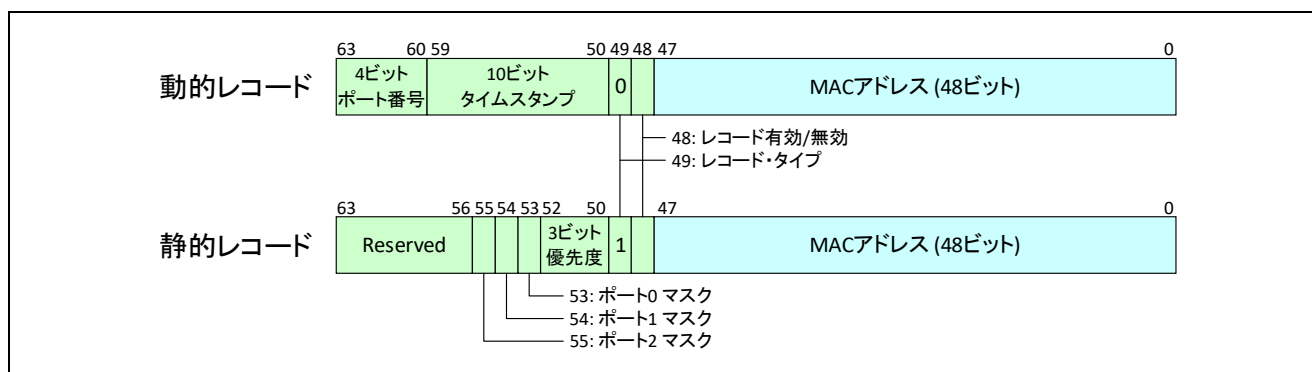 63 60 59 50 49 48 47 0
動的レコード
4ビット
ポート番号
10ビット
タイムスタンプ
0
MACアドレス (48ビット)
48: レコード有効/無効
49: レコード・タイプ
63 56 55 54 53 52 50 47 0
静的レコード
Reserved
3ビット
優先度
1
MACアドレス (48ビット)
53: ポート0 マスク
54: ポート1 マスク
55: ポート2 マスク